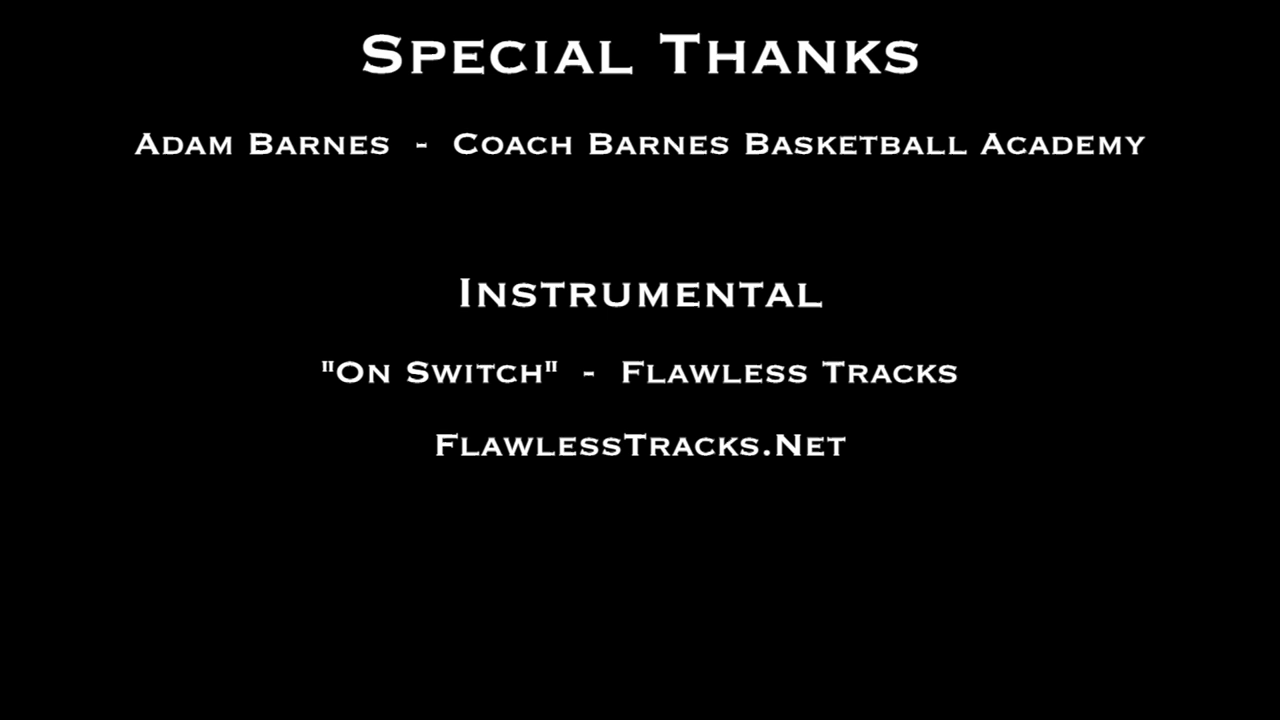 Special Thanks
Adam Barnes - Coach Barnes Basketball Academy
Instrumental
"On Switch" - Flawless Tracks
FlawlessTracks.Net